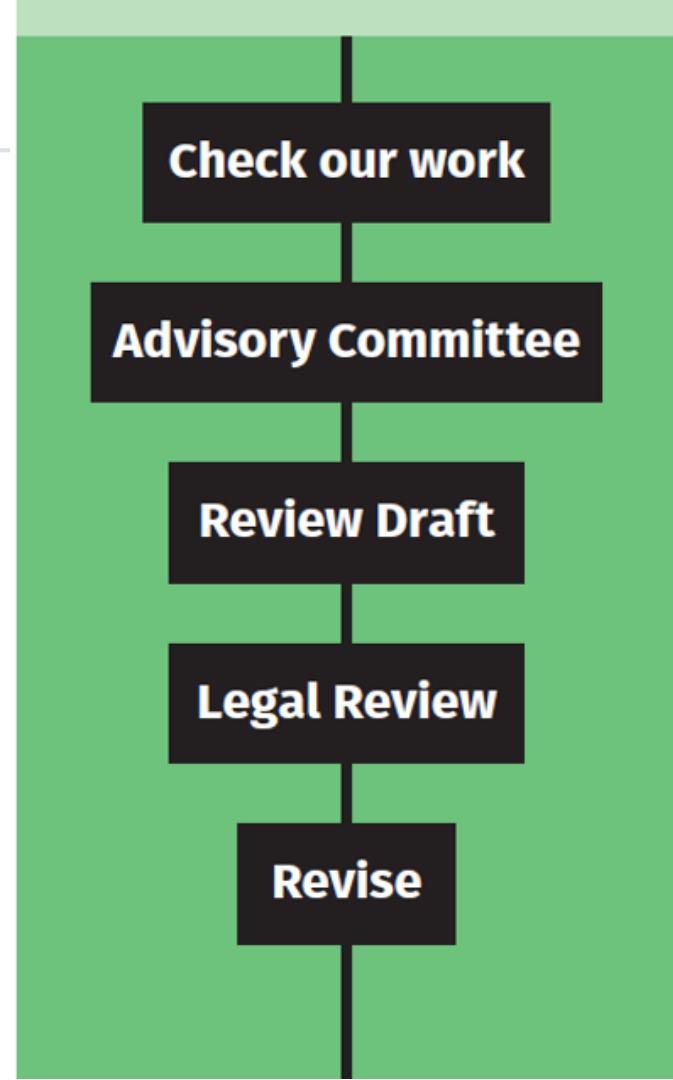 Check our work
Advisory Committee
Review Draft
Legal Review
Revise